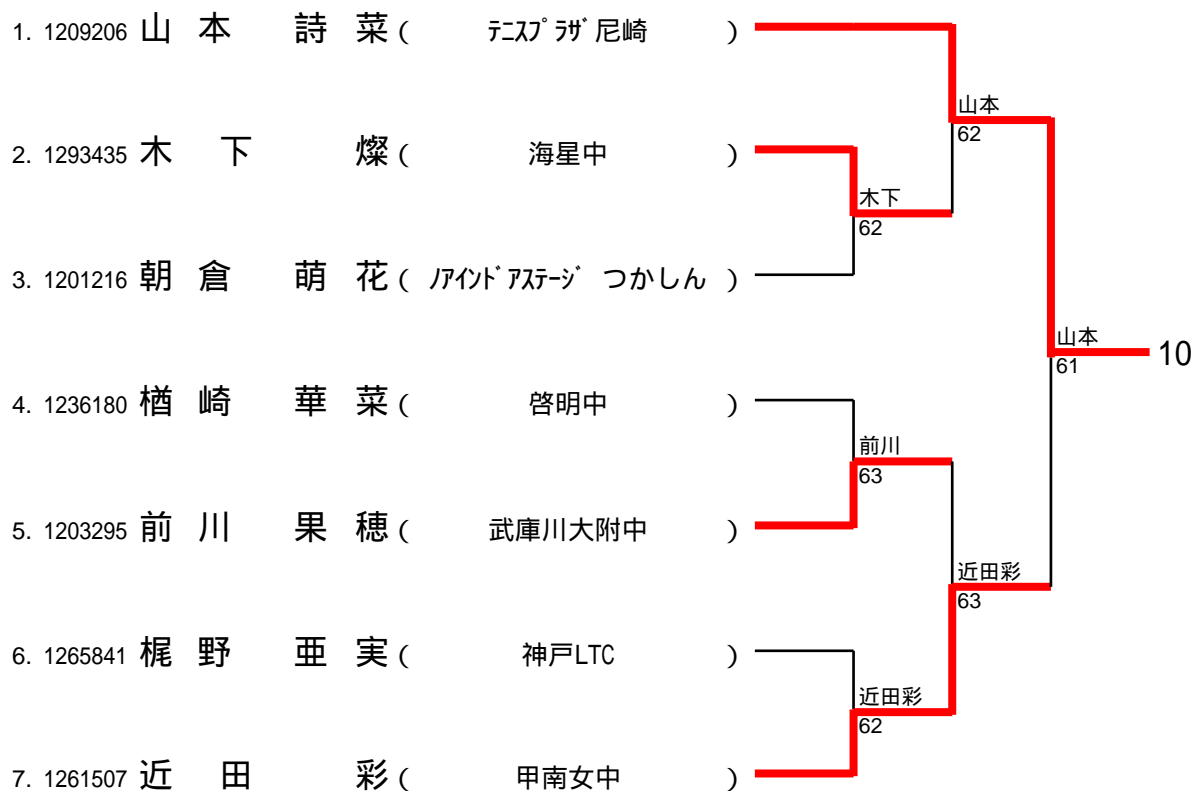 1. 1209206 山本 詩菜 ( ﾃﾆｽﾌﾟﾗｻﾞ尼崎 )
山本
62
2. 1293435 木下 燦 ( 海星中 )
木下
62
3. 1201216 朝倉 萌花 ( ﾉｱｲﾝﾄﾞｱｽﾃｰｼﾞ つかしん )
山本
61
10
4. 1236180 楢崎 華菜 ( 啓明中 )
前川
63
5. 1203295 前川 果穂 ( 武庫川大附中 )
近田彩
63
6. 1265841 梶野 亜実 ( 神戸LTC )
近田彩
62
7. 1261507 近田 彩 ( 甲南女中 )